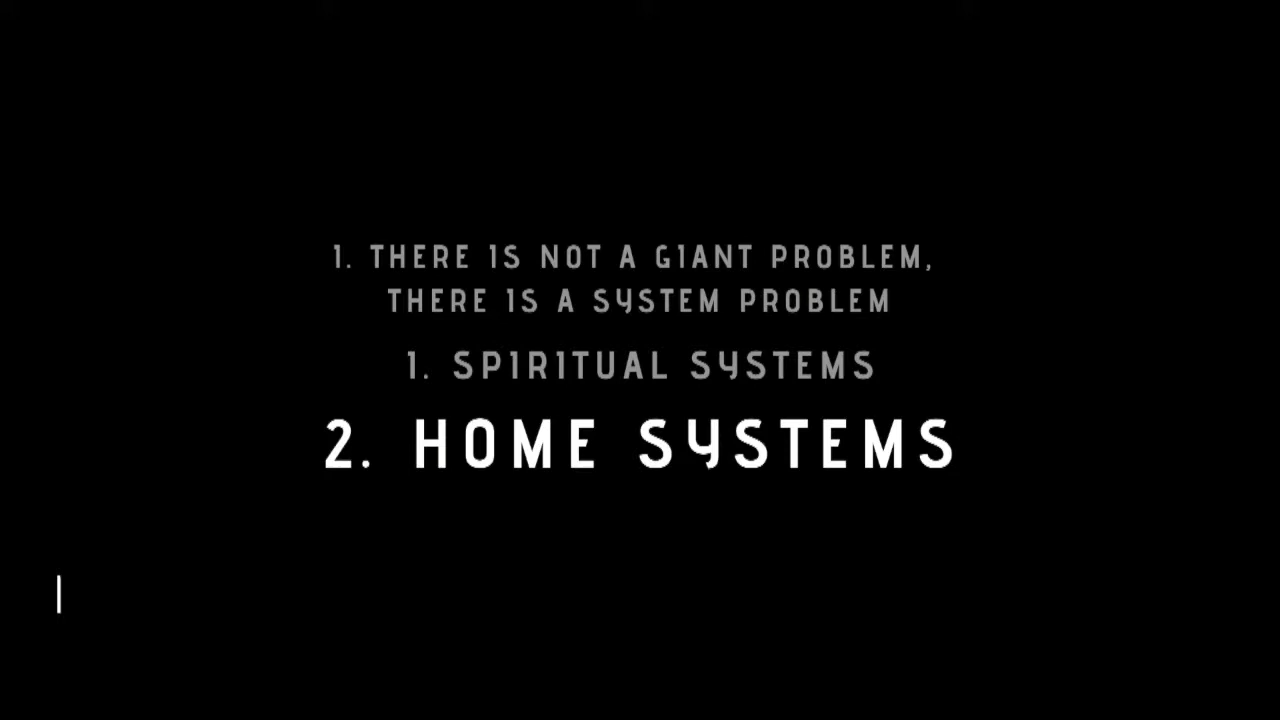 1. THERE IS NOT A GIANT PROBLEM,
THERE IS A SYSTEM PROBLEM
1. SPIRITUAL SYSTEMS
2. HOME SYSTEMS